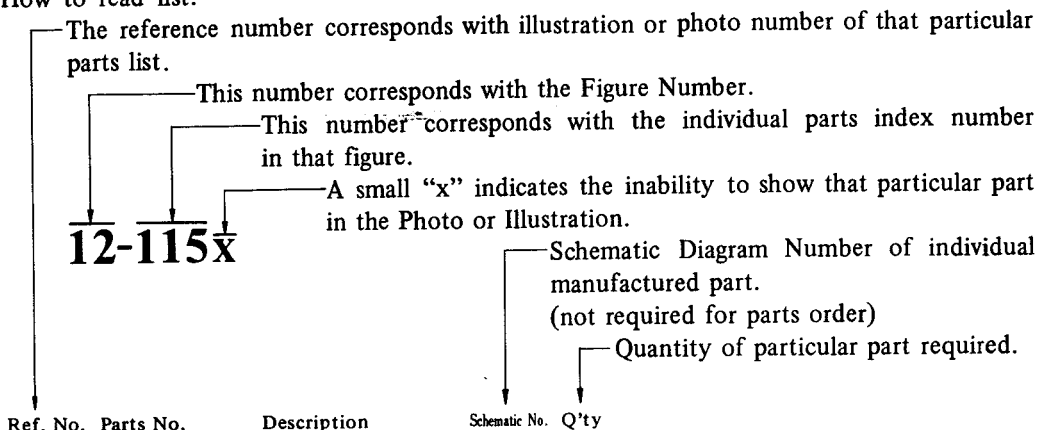 How to read list.
The reference number corresponds with illustration or photo number of that particular
parts list.
This number corresponds with the Figure Number.
This number corresponds with the individual parts index number
in that figure.
A small “x” indicates the inability to show that particular part
in the Photo or Illustration.
12-115x
Schematic Diagram Number of individual
manufactured part.
(not required for parts order)
Quantity of particular part required.
Ref. No. Parts No. Description Schematic No. Q'ty